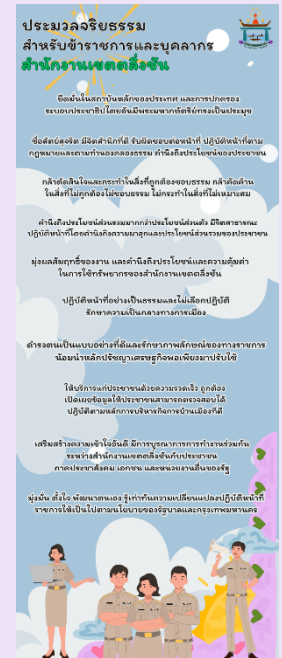 ประมวลจริยธรรม
สำหรับข้าราชการและบุคลากร
สำนักงานเขตตลิ่งชัน
ยึดมั่นในสถาบันหลักของประเทศ และการปกครอง
ระบอบประชาธิปไตยอันมีพระมหากษัตริย์ทรงเป็นประมุข
ซื่อสัตย์สุจริต มีจิตสำนึกที่ดี รับผิดชอบต่อหน้าที่ ปฏิบัติหน้าที่ตาม
กฎหมายและตามทำนองคลองธรรม คำนึงถึงประโยชน์ของประชาชน
กล้าตัดสินใจและกระทำในสิ่งที่ถูกต้องชอบธรรม กล้าคัดค้าน
ในสิ่งที่ไม่ถูกต้องไม่ชอบธรรม ไม่กระทำในสิ่งที่ไม่เหมาะสม
คำนึงถึงประโยชน์ส่วนรวมมากกว่าประโยชน์ส่วนตัว มีจิตสาธารณะ
ปฏิบัติหน้าที่โดยคำนึงถึงความผาสุกและประโยชน์ส่วนรวมของประชาชน
มุ่งผลสัมฤทธิ์ของงาน และคำนึงถึงประโยชน์และความคุ้มค่า
ในการใช้ทรัพยากรของสำนักงานเขตตลิ่งชัน
ปฏิบัติหน้าที่อย่างเป็นธรรมและไม่เลือกปฏิบัติ
รักษาความเป็นกลางทางการเมือง
ดำรงตนเป็นแบบอย่างที่ดีและรักษาภาพลักษณ์ของทางราชการ
น้อมนำหลักปรัชญาเศรษฐกิจพอเพียงมาปรับใช้
ให้บริการแก่ประชาชนด้วยความรวดเร็ว ถูกต้อง
เปิดเผยข้อมูลให้ประชาชนสามารถตรวจสอบได้
ปฏิบัติตามหลักการบริหารกิจการบ้านเมืองที่ดี
เสริมสร้างความเข้าใจอันดี มีการบูรณาการการทำงานร่วมกัน
ระหว่างสำนักงานเขตตลิ่งชันกับประชาชน
ภาคประชาสังคม เอกชน และหน่วยงานอื่นของรัฐ
มุ่งมั่น ตั้งใจ พัฒนาตนเอง รู้เท่าทันความเปลี่ยนแปลงปฏิบัติหน้าที่
ราชการให้เป็นไปตามนโยบายของรัฐบาลและกรุงเทพมหานคร